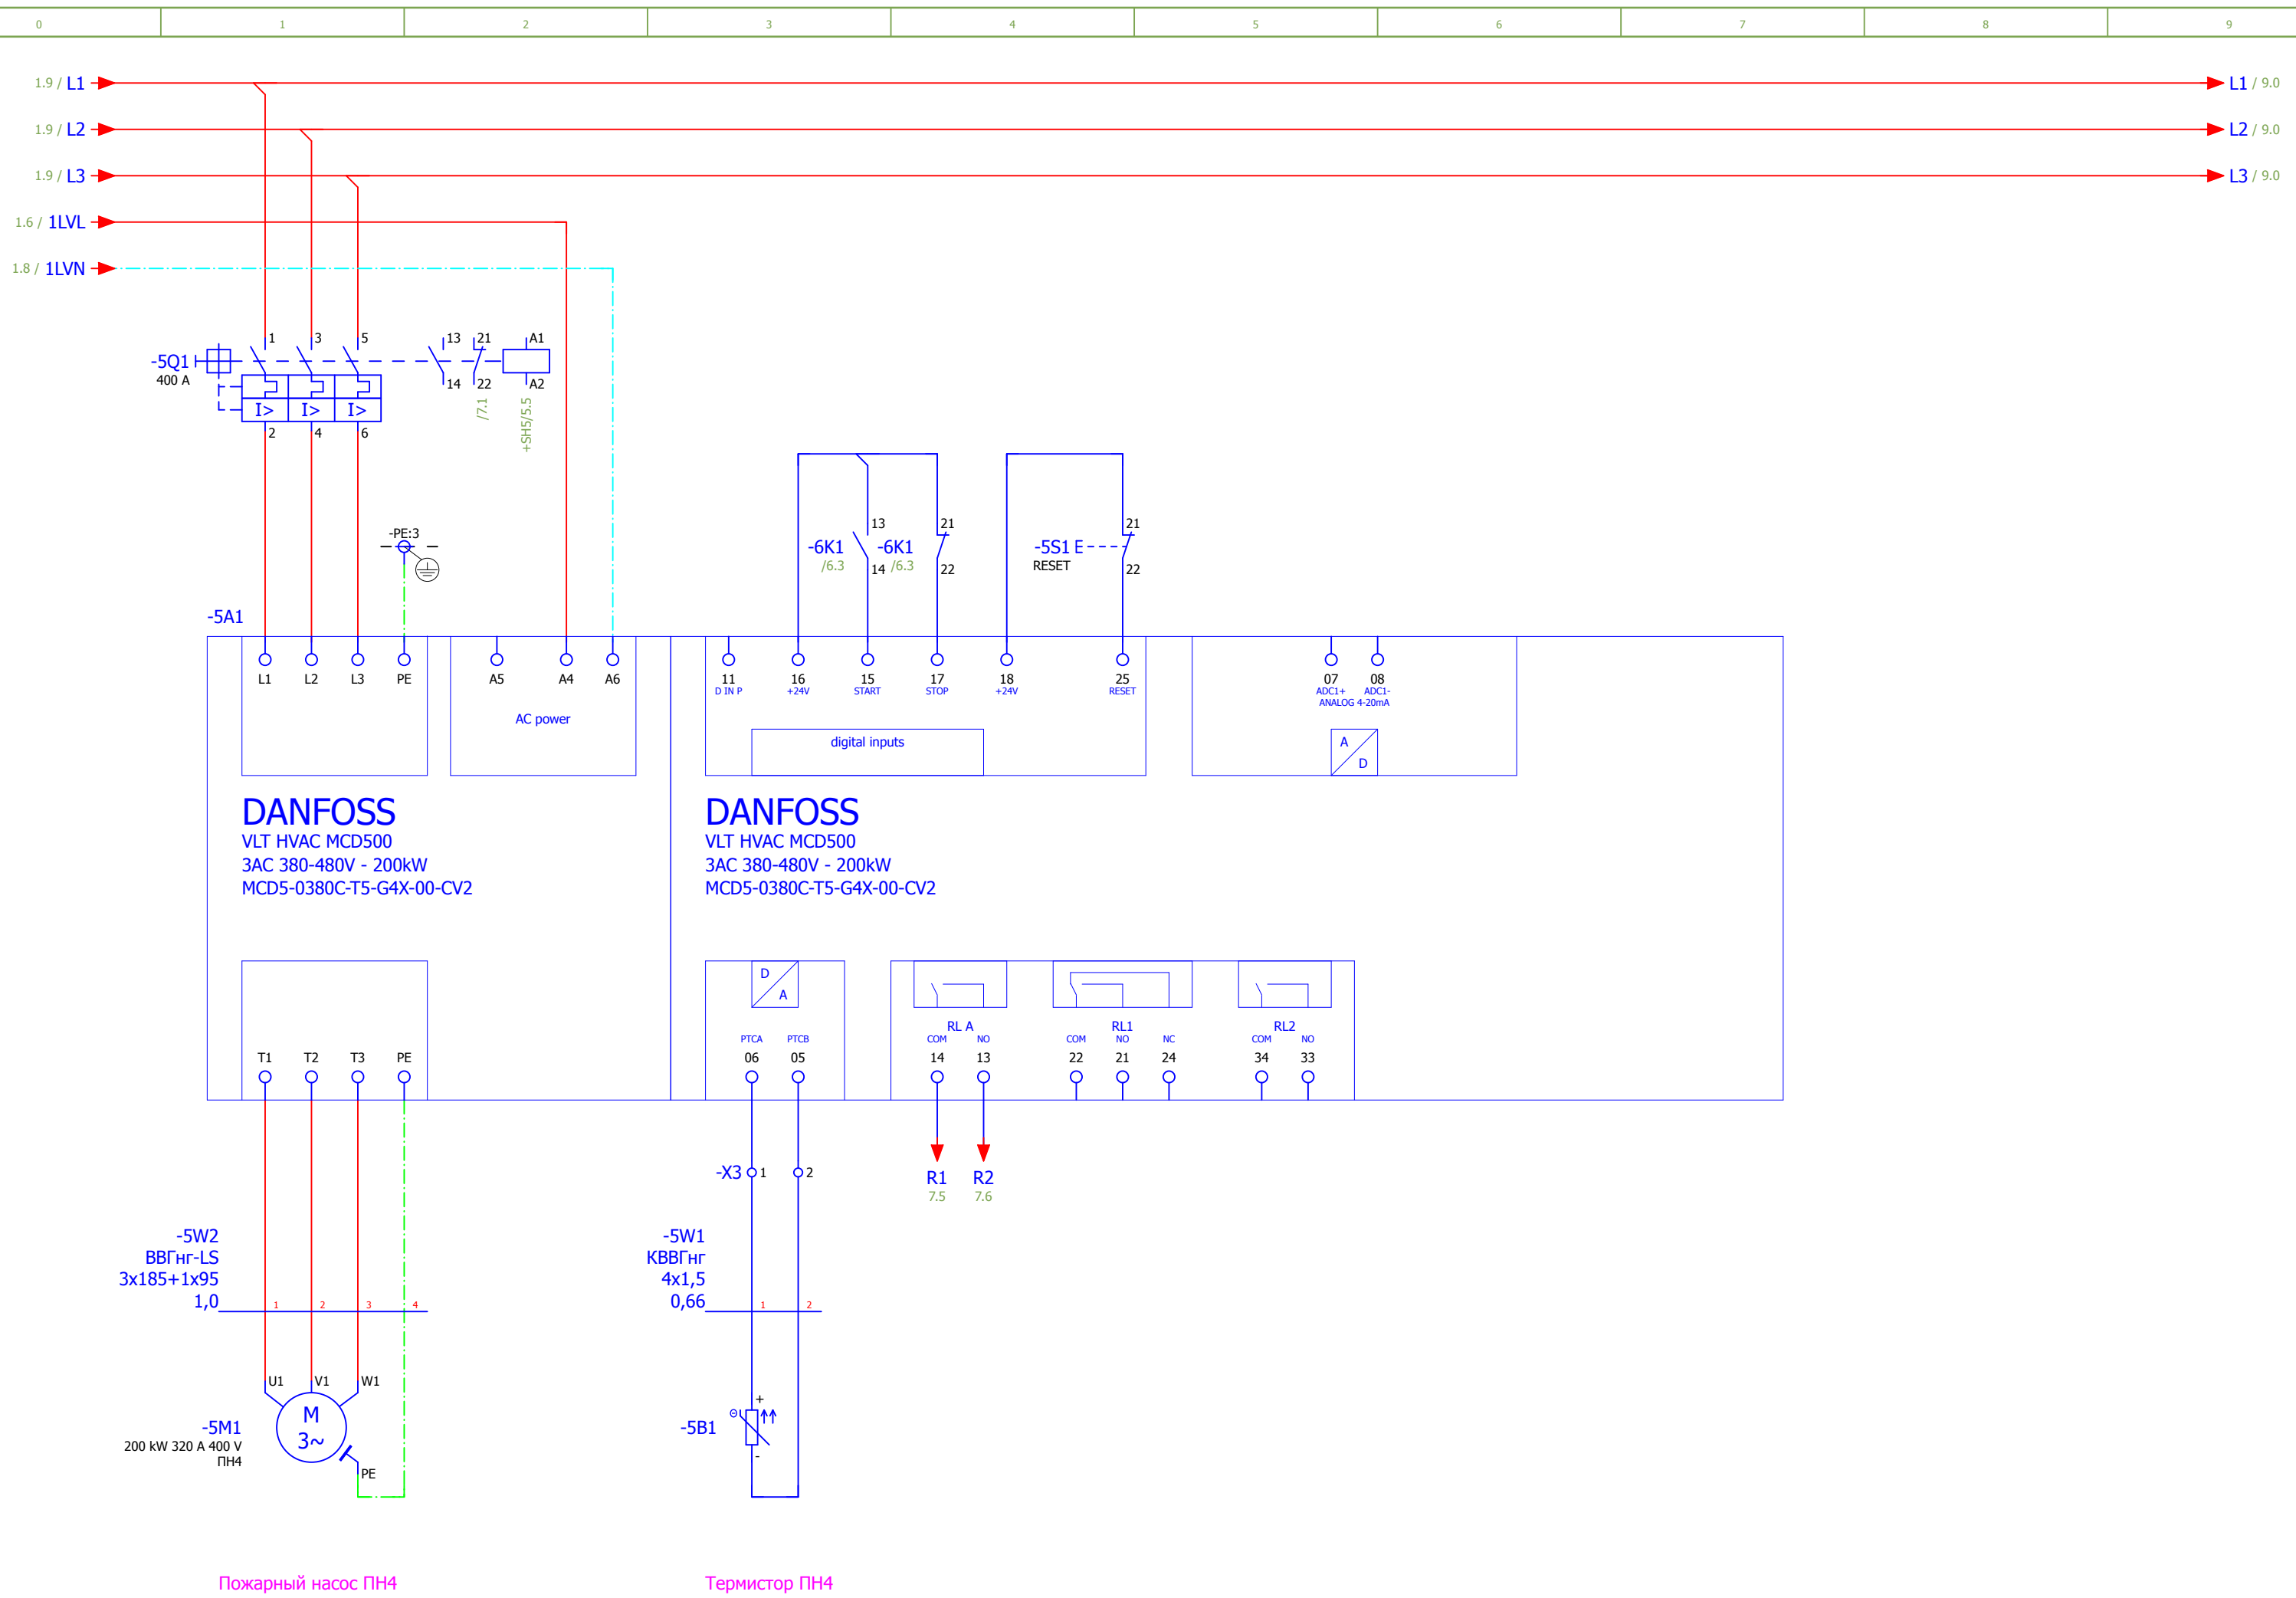 0 1 2 3 4 5 6 7 8 9
1.9 / L1
L1 / 9.0
1.9 / L2
L2 / 9.0
1.9 / L3
L3 / 9.0
1.6 / 1LVL
1.8 / 1LVN
1 3 5 13 21 A1
-5Q1
400 A
14 22 A2
I> I> I>
/7.1
+SH5/5.5
2 4 6
-PE:3
13 21 21
-6K1 -6K1 -5S1
/6.3 /6.3 RESET
14 22 22
-5A1
L1 L2 L3 PE A5 A4 A6
11 16 15 17 18 25 07 08
D IN P +24V START STOP +24V RESET ADC1+ ADC1-
ANALOG 4-20mA
AC power
digital inputs
A
D
DANFOSS
VLT HVAC MCD500
3AC 380-480V - 200kW
MCD5-0380C-T5-G4X-00-CV2
DANFOSS
VLT HVAC MCD500
3AC 380-480V - 200kW
MCD5-0380C-T5-G4X-00-CV2
D
A
RL A RL1 RL2
PTCA PTCB COM NO COM NO NC COM NO
T1 T2 T3 PE 06 05 14 13 22 21 24 34 33
-X3 1 2
R1 R2
7.5 7.6
-5W2
ВВГнг-LS
3x185+1x95
1,0
1 2 3 4
-5W1
КВВГнг
4x1,5
0,66
1 2
U1 V1 W1
M
3~
-5M1
200 kW 320 A 400 V
ПН4
PE
+
Θ
-5B1
-
Пожарный насос ПН4
Термистор ПН4